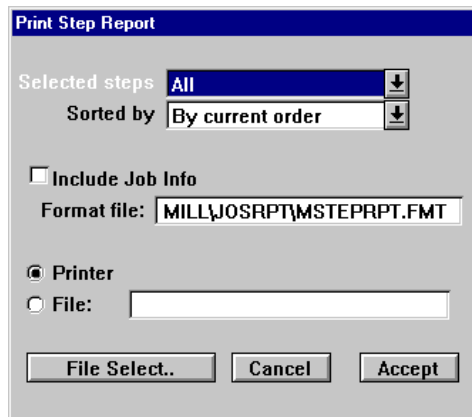 Print Step Report
Selected steps All
Sorted by By current order
Include Job Info
Format file: MILL\JOSRPT\MSTEPRPT.FMT
Printer
File:
File Select.. Cancel Accept